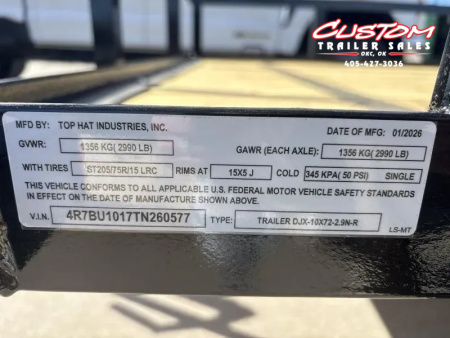 CUSTOM
TRAILER SALES
OKC, OK
405-427-3036
MFD BY: TOP HAT INDUSTRIES, INC. DATE OF MFG: 01/2026
GVWR: 1356 KG( 2990 LB) GAWR (EACH AXLE): 1356 KG( 2990 LB)
WITH TIRES ST205/75R/15 LRC RIMS AT 15X5 J COLD 345 KPA( 50 PSI) SINGLE
THIS VEHICLE CONFORMS TO ALL APPLICABLE U.S. FEDERAL MOTOR VEHICLE SAFETY STANDARDS
IN EFFECT ON THE DATE OF MANUFACTURE SHOWN ABOVE.
V.I.N. 4R7BU1017TN260577 TYPE: TRAILER DJX-10X72-2.9N-R
LS-MT